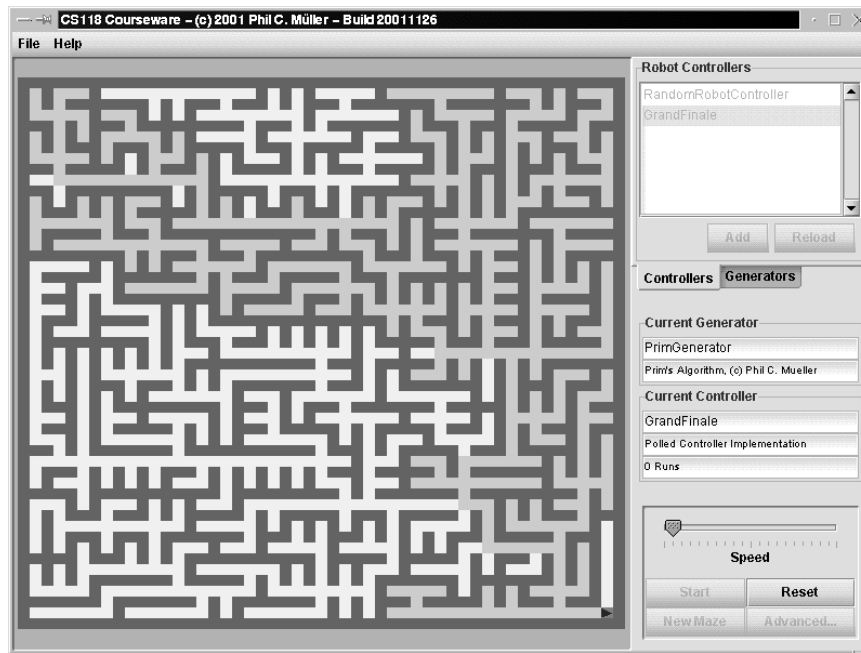 CS118 Courseware – (c) 2001 Phil C. Müller – Build 20011126
File Help
Robot Controllers
RandomRobotController
GrandFinale
Add Reload
Controllers Generators
Current Generator
PrimGenerator
Prim's Algorithm, (c) Phil C. Mueller
Current Controller
GrandFinale
Polled Controller Implementation
0 Runs
Speed
Start Reset
New Maze Advanced...